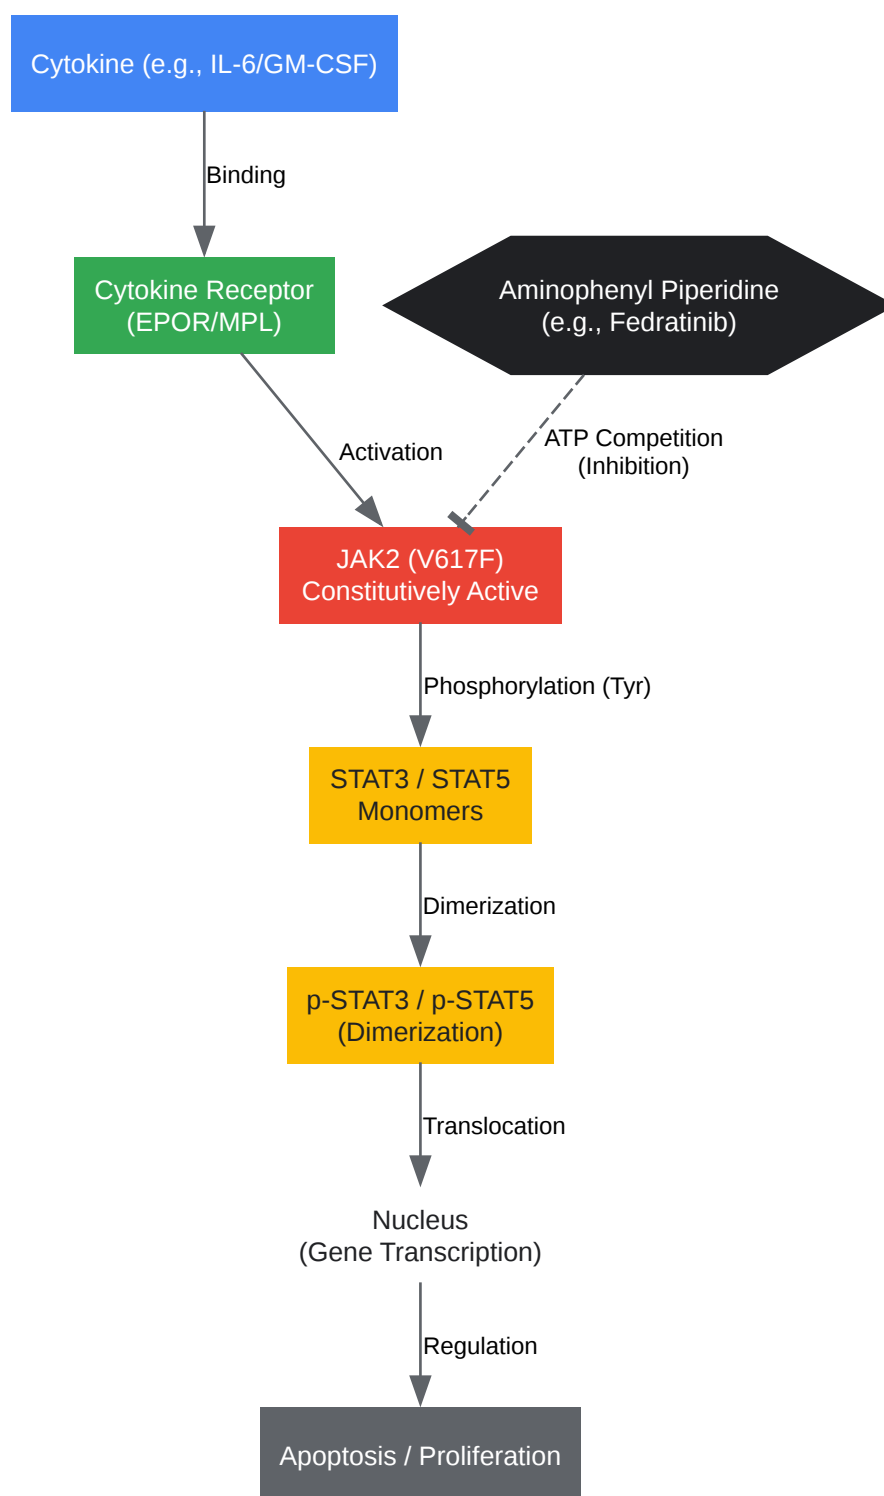 Cytokine (e.g., IL-6/GM-CSF)
Binding
Cytokine Receptor
(EPOR/MPL)
Aminophenyl Piperidine
(e.g., Fedratinib)
Activation
ATP Competition
(Inhibition)
JAK2 (V617F)
Constitutively Active
Phosphorylation (Tyr)
STAT3 / STAT5
Monomers
Dimerization
p-STAT3 / p-STAT5
(Dimerization)
Translocation
Nucleus
(Gene Transcription)
Regulation
Apoptosis / Proliferation